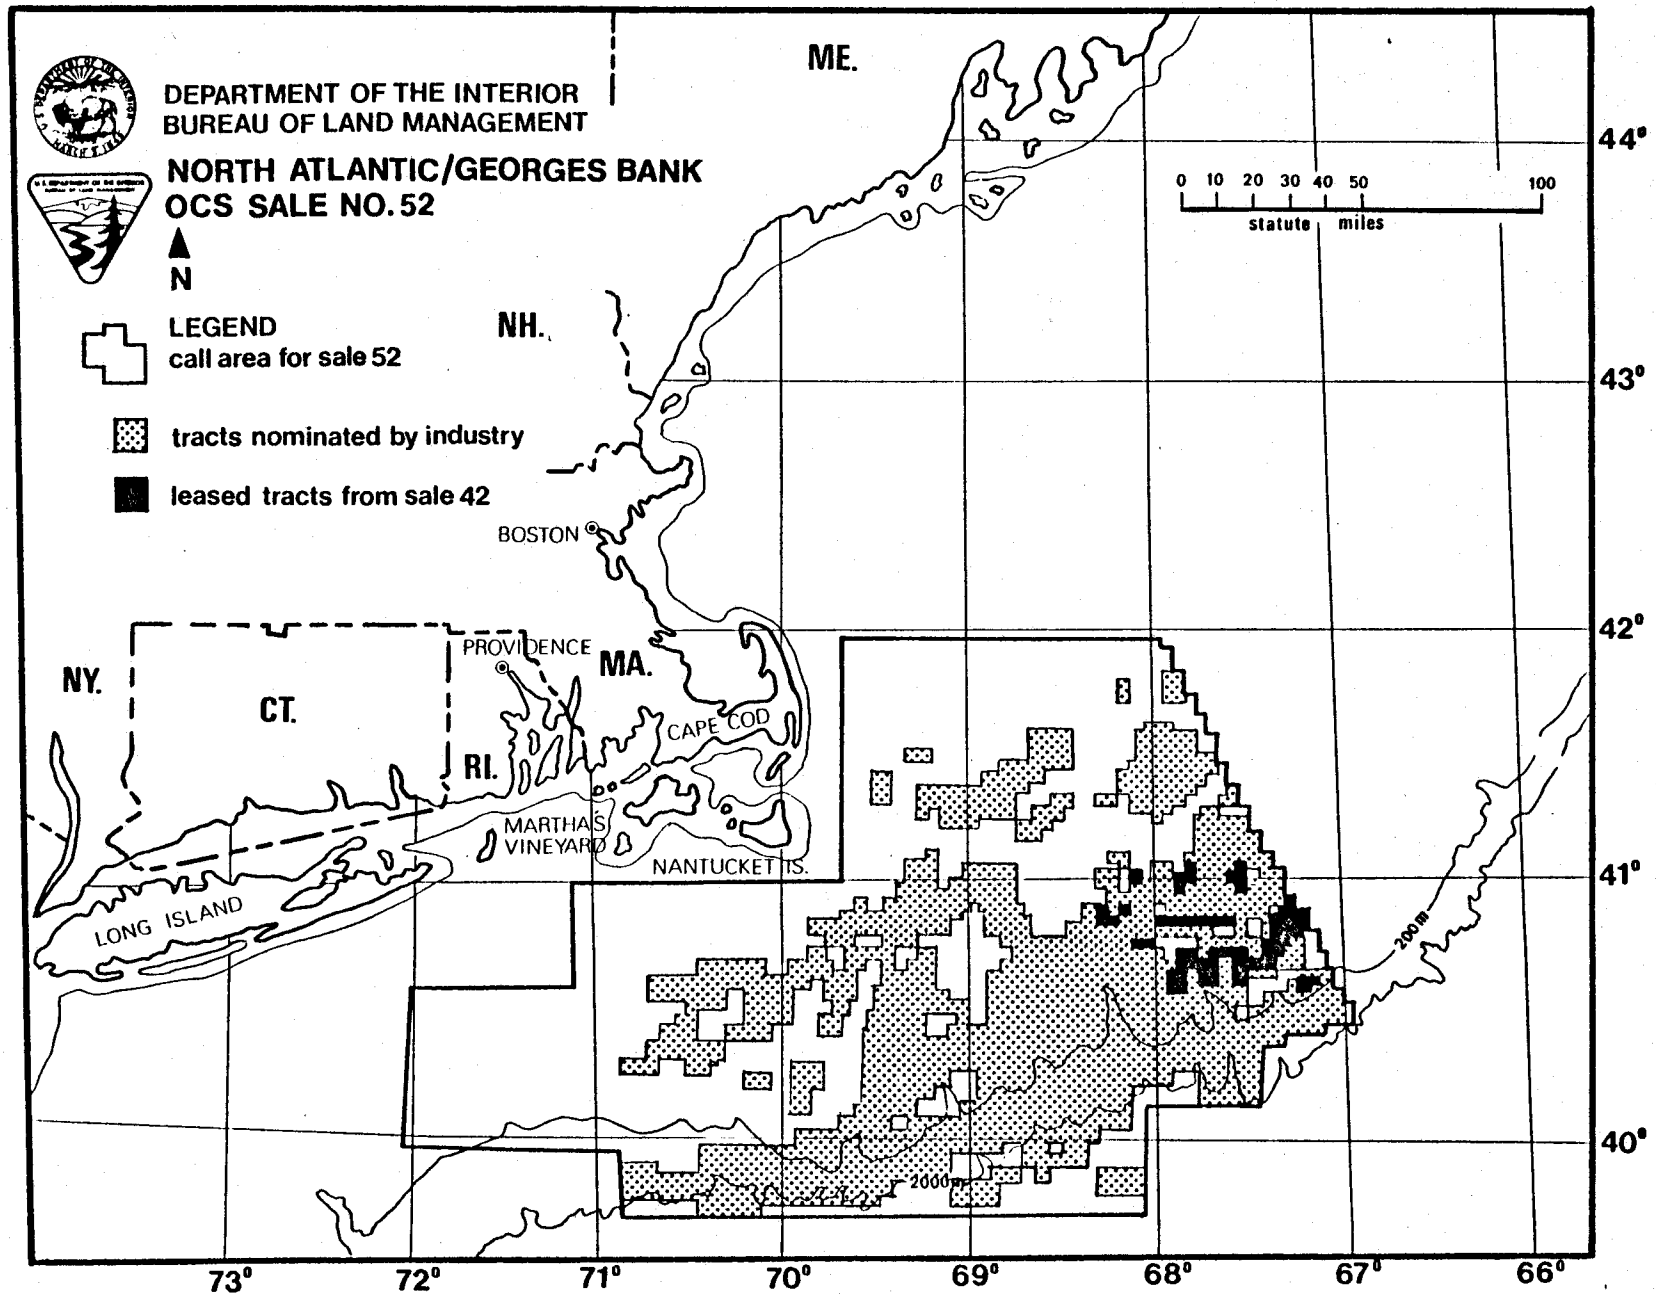 ME.
DEPARTMENT OF THE INTERIOR
BUREAU OF LAND MANAGEMENT
NORTH ATLANTIC/GEORGES BANK
OCS SALE NO. 52
N
44°
0 10 20 30 40 50 100
statute miles
LEGEND
call area for sale 52
NH.
43°
tracts nominated by industry
leased tracts from sale 42
BOSTON
42°
PROVIDENCE
MA.
NY.
CT.
CAPE COD
RI.
MARTHA'S
VINEYARD
NANTUCKET IS.
41°
LONG ISLAND
200 m
40°
2000 m
73° 72° 71° 70° 69° 68° 67° 66°